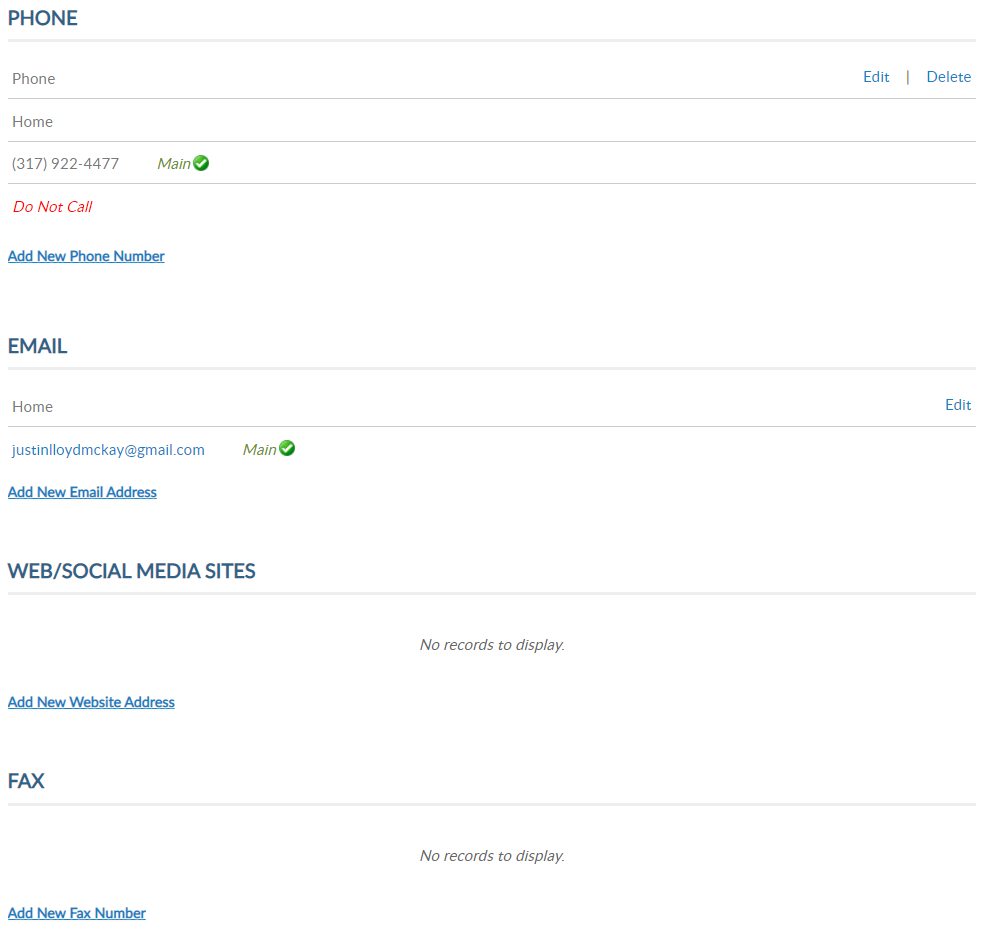 PHONE
Phone Edit | Delete
Home
(317) 922-4477 Main
Do Not Call
Add New Phone Number
EMAIL
Home Edit
justinlloydmckay@gmail.com Main
Add New Email Address
WEB/SOCIAL MEDIA SITES
No records to display.
Add New Website Address
FAX
No records to display.
Add New Fax Number